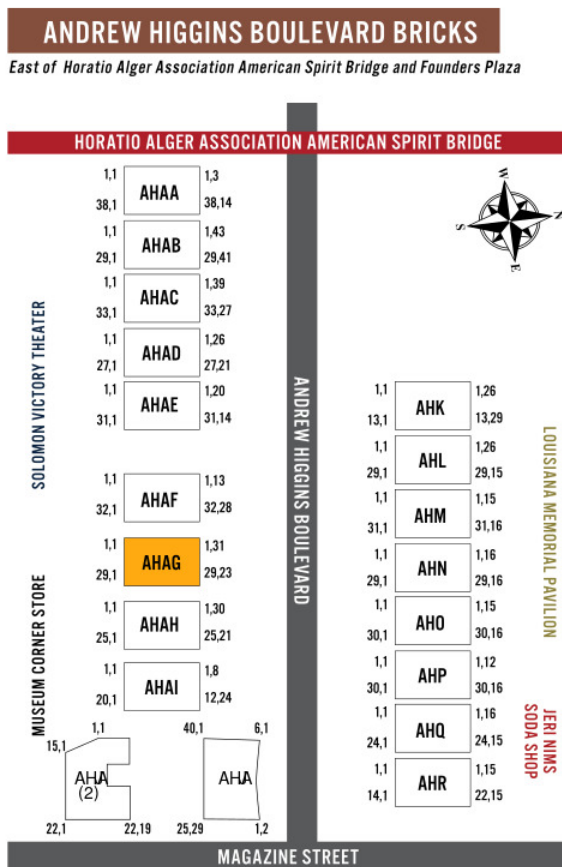 ANDREW HIGGINS BOULEVARD BRICKS
East of Horatio Alger Association American Spirit Bridge and Founders Plaza
HORATIO ALGER ASSOCIATION AMERICAN SPIRIT BRIDGE
W
N
S
E
1,1 AHAA 1,3
38,1 38,14
1,1 AHAB 1,43
29,1 29,41
1,1 AHAC 1,39
33,1 33,27
1,1 AHAD 1,26
27,1 27,21
1,1 AHAE 1,20
31,1 31,14
1,1 AHAF 1,13
32,1 32,28
1,1 AHAG 1,31
29,1 29,23
1,1 AHAH 1,30
25,1 25,21
1,1 AHAI 1,8
20,1 12,24
1,1
15,1
AHA
(2)
22,1 22,19
40,1 6,1
AHA
25,29 1,2
SOLOMON VICTORY THEATER
MUSEUM CORNER STORE
ANDREW HIGGINS BOULEVARD
1,1 AHK 1,26
13,1 13,29
1,1 AHL 1,26
29,1 29,15
1,1 AHM 1,15
31,1 31,16
1,1 AHN 1,16
29,1 29,16
1,1 AHO 1,15
30,1 30,16
1,1 AHP 1,12
30,1 30,16
1,1 AHQ 1,16
24,1 24,15
1,1 AHR 1,15
14,1 22,15
LOUISIANA MEMORIAL PAVILION
JERI NIMS
SODA SHOP
MAGAZINE STREET